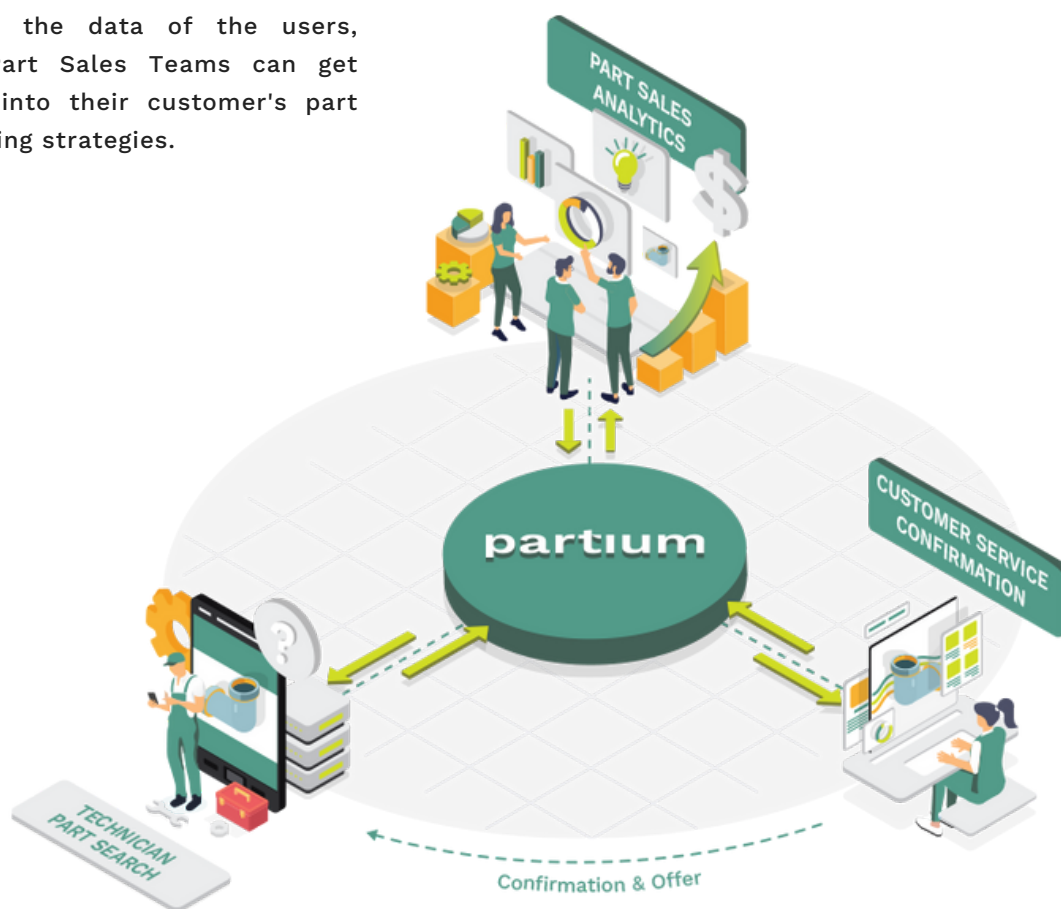 the data of the users,
art Sales Teams can get
into their customer's part
ing strategies.
PART SALES
ANALYTICS
$
partium
CUSTOMER SERVICE
CONFIRMATION
?
TECHNICIAN
PART SEARCH
Confirmation & Offer